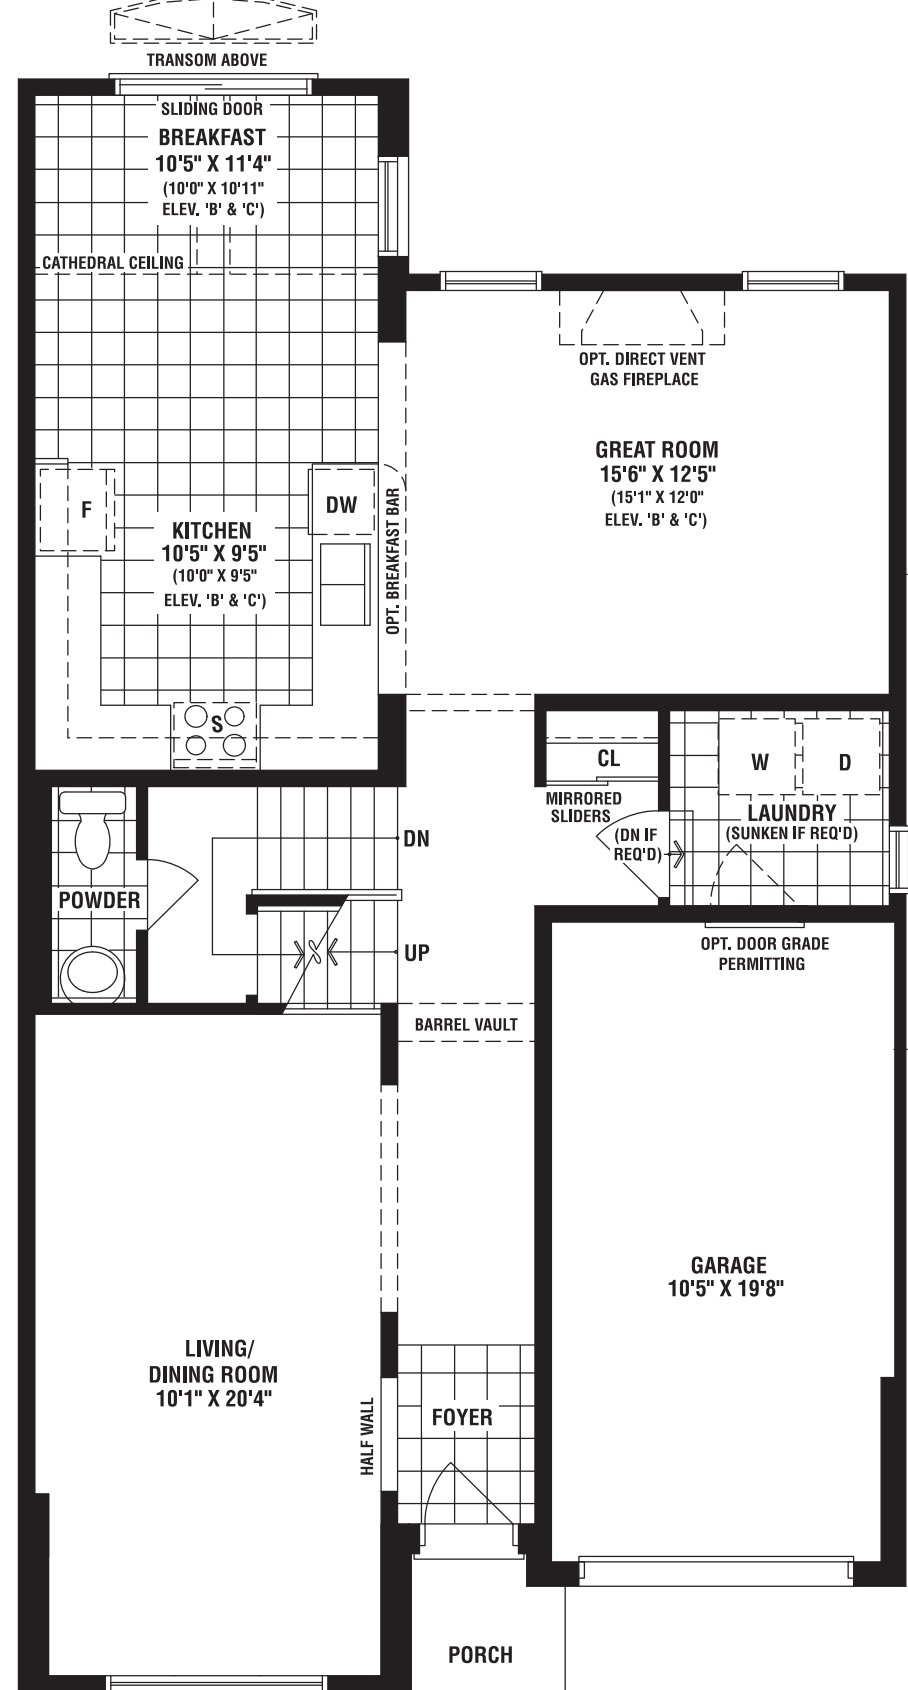 TRANSOM ABOVE
SLIDING DOOR
BREAKFAST
10'5" X 11'4"
(10'0" X 10'11"
ELEV. 'B' & 'C')
CATHEDRAL CEILING
OPT. DIRECT VENT
GAS FIREPLACE
GREAT ROOM
15'6" X 12'5"
(15'1" X 12'0"
ELEV. 'B' & 'C')
F
DW
KITCHEN
10'5" X 9'5"
(10'0" X 9'5"
ELEV. 'B' & 'C')
OPT. BREAKFAST BAR
S
CL
MIRRORED
SLIDERS
W
D
LAUNDRY
(SUNKEN IF REQ'D)
(DN IF
REQ'D)
DN
POWDER
UP
OPT. DOOR GRADE
PERMITTING
BARREL VAULT
GARAGE
10'5" X 19'8"
LIVING/
DINING ROOM
10'1" X 20'4"
HALF WALL
FOYER
PORCH